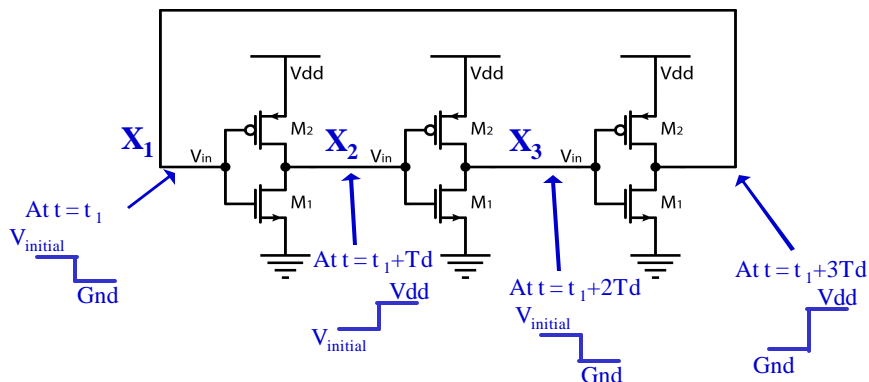 Vdd
Vdd
Vdd
M2
M2
M2
X1
Vin
X2
Vin
X3
Vin
M1
M1
M1
At t = t1
Vinitial
Gnd
At t = t1+Td
Vdd
Vinitial
At t = t1+2Td
Vinitial
Gnd
At t = t1+3Td
Vdd
Gnd